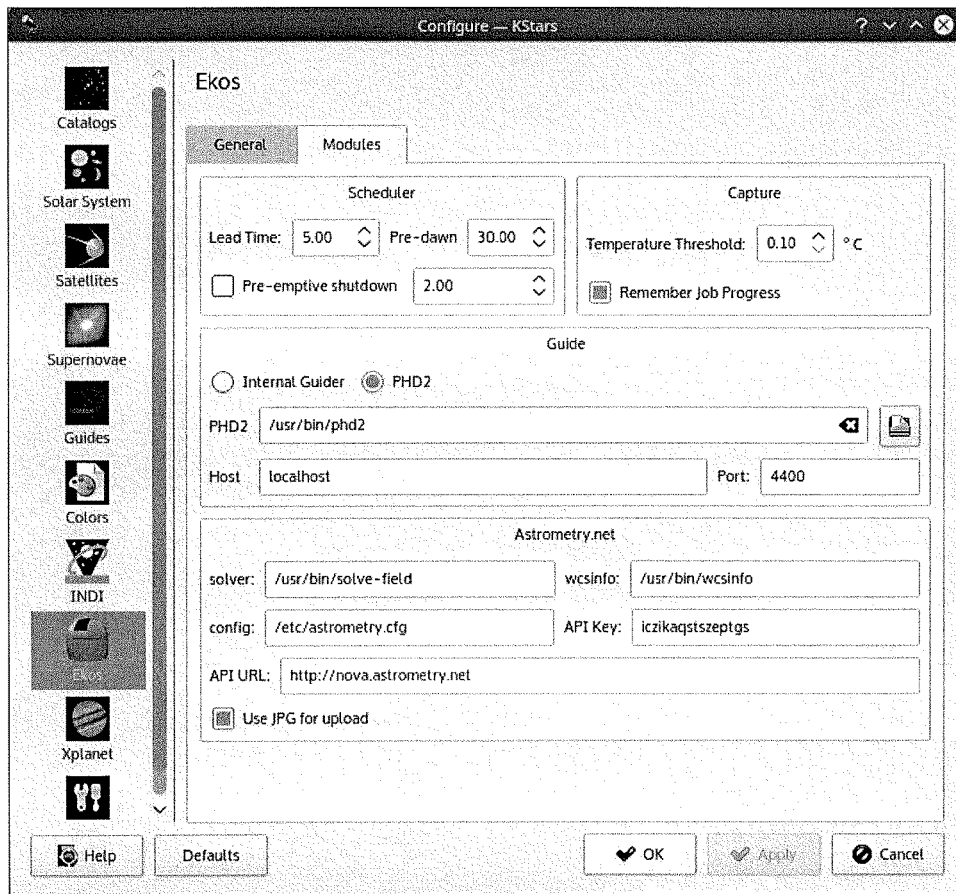 Configure — KStars
Catalogs
Solar System
Satellites
Supernovae
Guides
Colors
INDI
Ekos
Xplanet
Ekos
General Modules
Scheduler
Lead Time: 5.00 Pre-dawn 30.00
Pre-emptive shutdown 2.00
Capture
Temperature Threshold: 0.10 °C
Remember Job Progress
Guide
Internal Guider PHD2
PHD2 /usr/bin/phd2
Host localhost Port: 4400
Astrometry.net
solver: /usr/bin/solve-field wcsinfo: /usr/bin/wcsinfo
config: /etc/astrometry.cfg API Key: iczikaqstszeptgs
API URL: http://nova.astrometry.net
Use JPG for upload
Help Defaults OK Apply Cancel